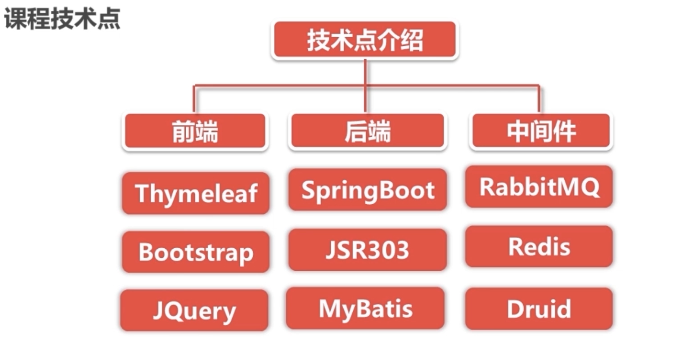 课程技术点
技术点介绍
前端
后端
中间件
Thymeleaf
SpringBoot
RabbitMQ
Bootstrap
JSR303
Redis
JQuery
MyBatis
Druid